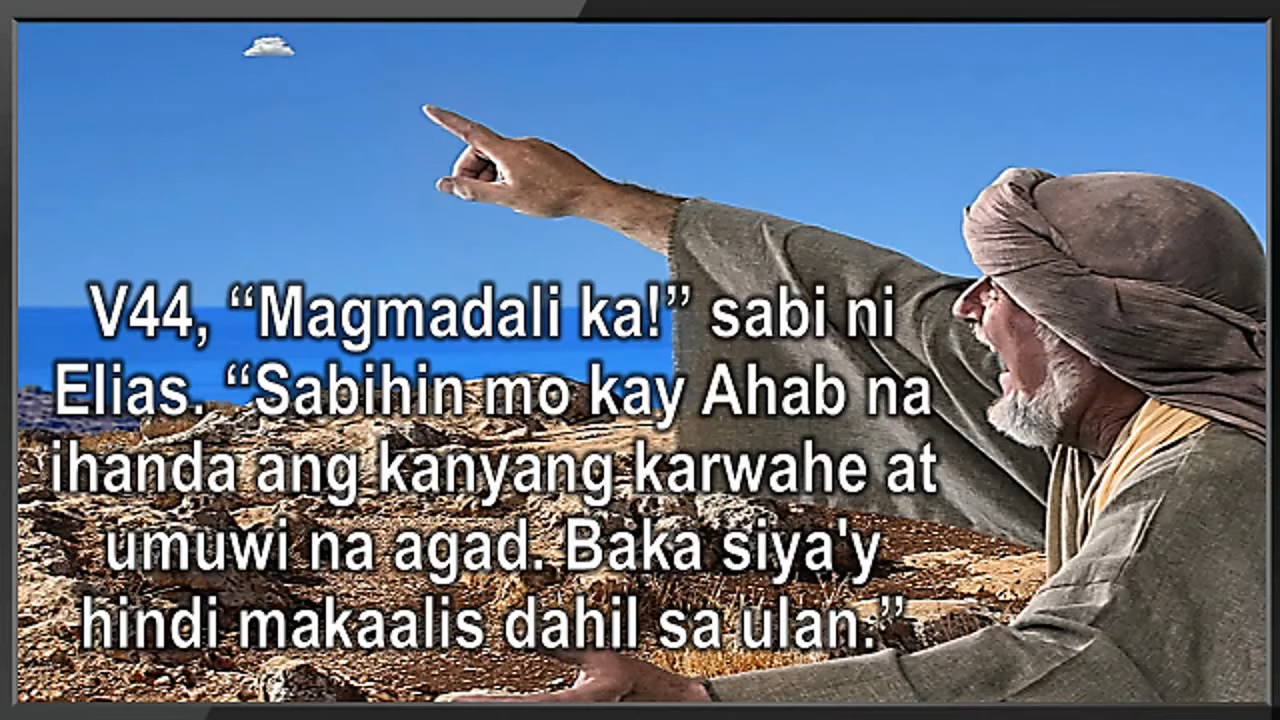 V44, “Magmadali ka!” sabi ni
Elias. “Sabihin mo kay Ahab na
ihanda ang kanyang karwahe at
umuwi na agad. Baka siya'y
hindi makaalis dahil sa ulan.”